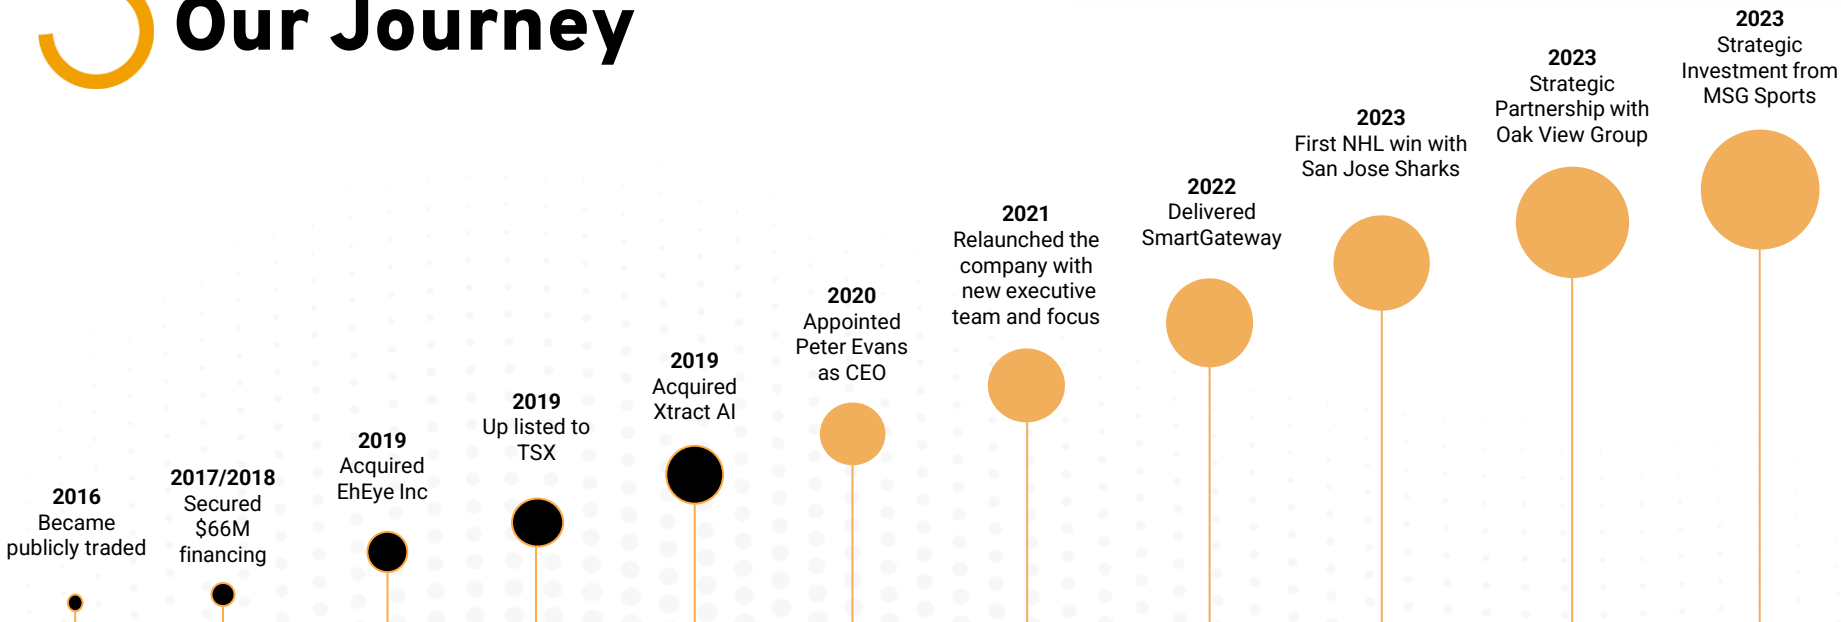 Our Journey
2016
Became
publicly traded
2017/2018
Secured
$66M
financing
2019
Acquired
EhEye Inc
2019
Up listed to
TSX
2019
Acquired
Xtract AI
2020
Appointed
Peter Evans
as CEO
2021
Relaunched the
company with
new executive
team and focus
2022
Delivered
SmartGateway
2023
First NHL win with
San Jose Sharks
2023
Strategic
Partnership with
Oak View Group
2023
Strategic
Investment from
MSG Sports